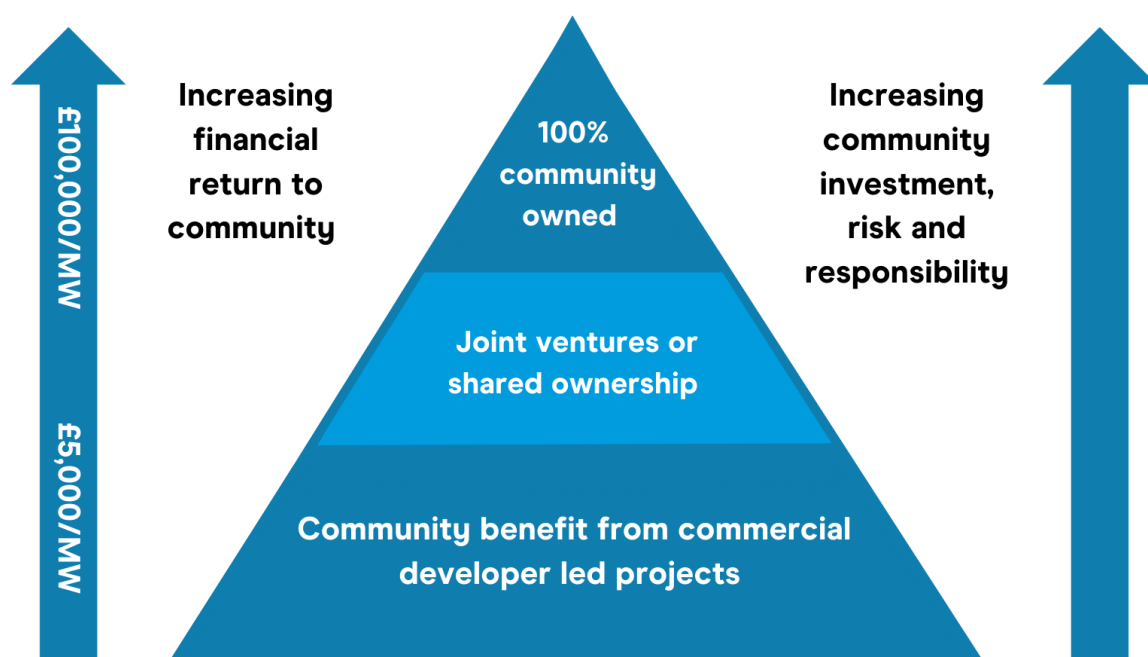 £100,000/MW
£5,000/MW
Increasing
financial
return to
community
100%
community
owned
Joint ventures or
shared ownership
Community benefit from commercial
developer led projects
Increasing
community
investment,
risk and
responsibility